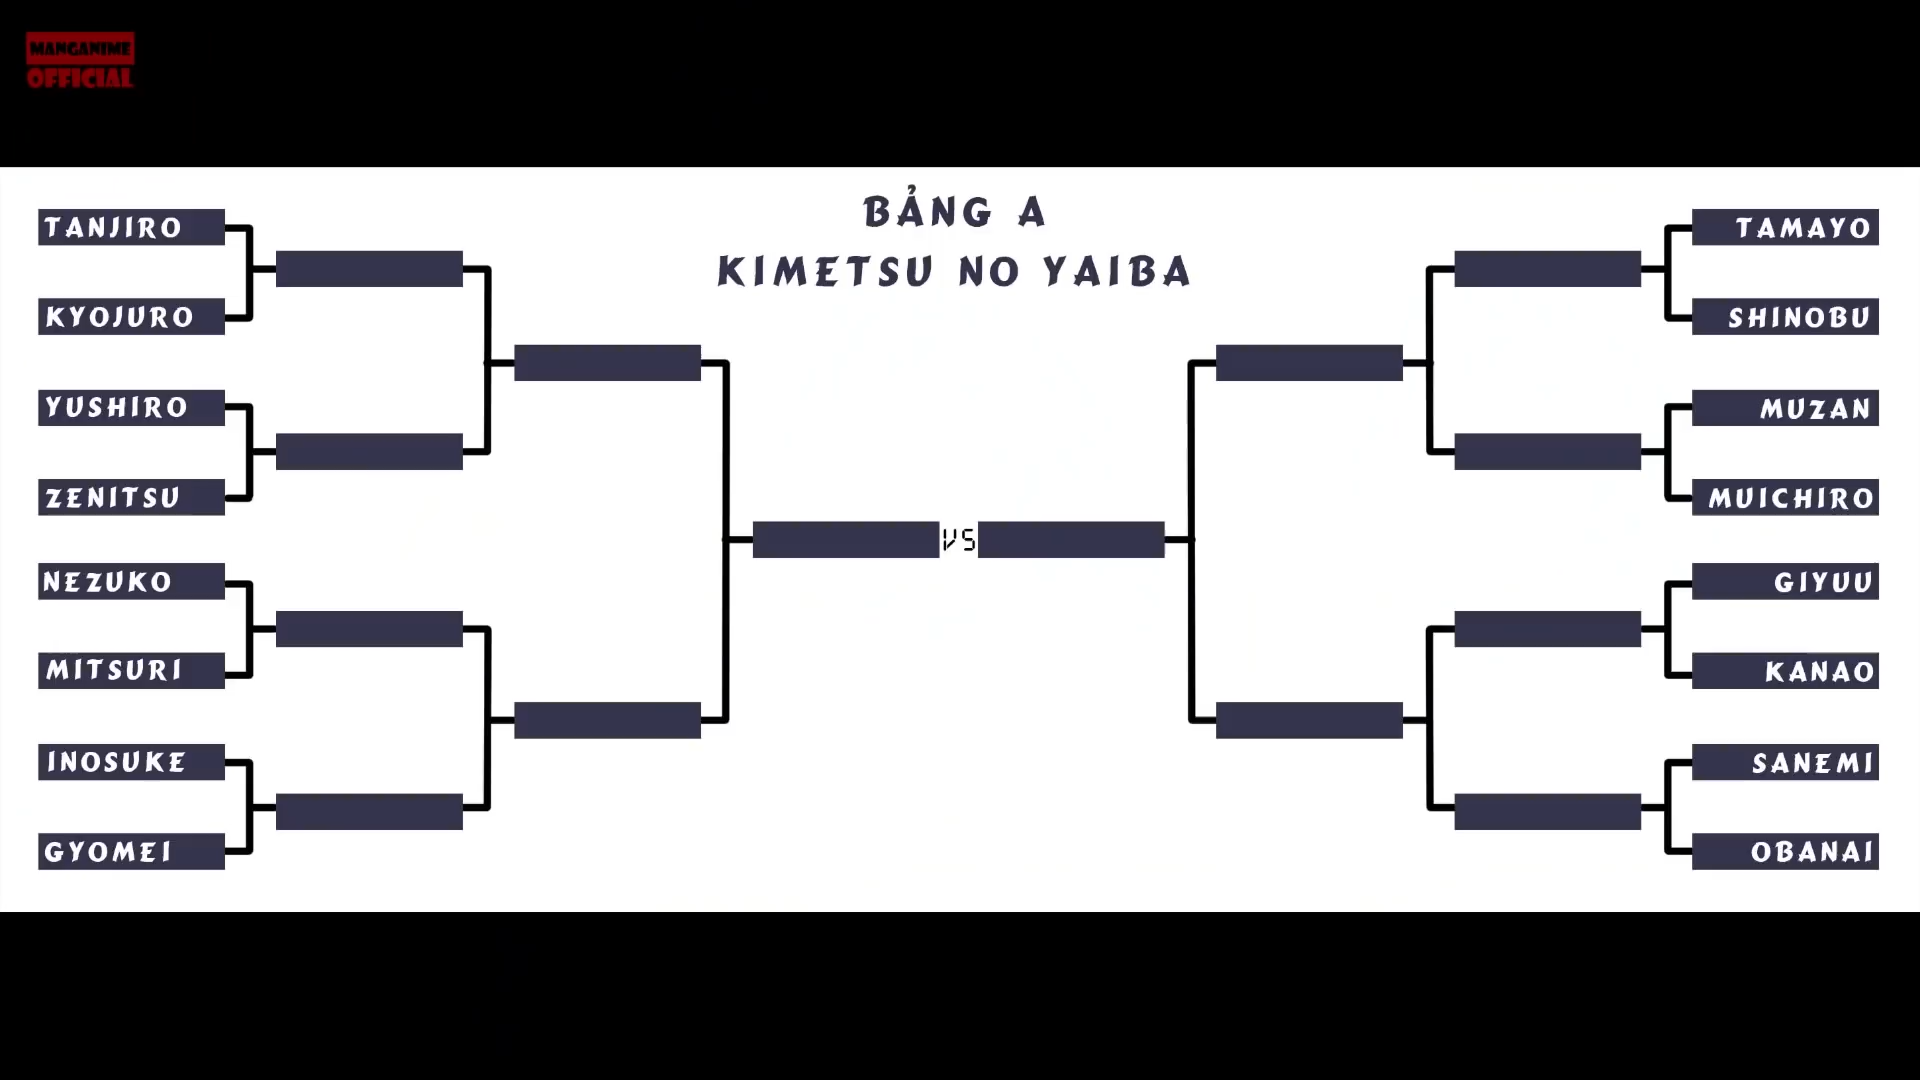 MANGANIME
OFFICIAL
BẢNG A
KIMETSU NO YAIBA
TANJIRO
KYOJURO
YUSHIRO
ZENITSU
NEZUKO
MITSURI
INOSUKE
GYOMEI
VS
TAMAYO
SHINOBU
MUZAN
MUICHIRO
GIYUU
KANAO
SANEMI
OBANAI